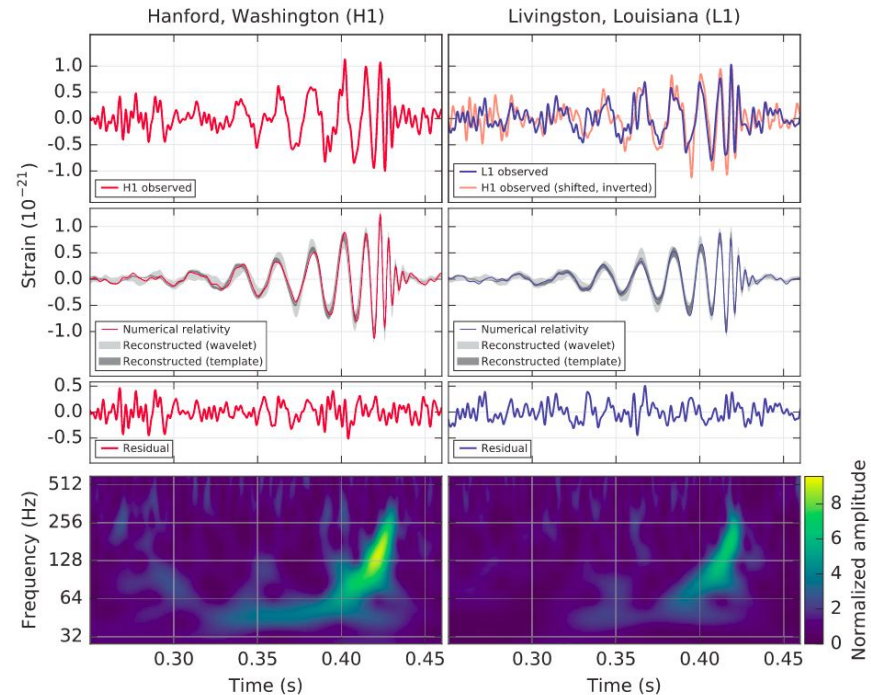 Hanford, Washington (H1)
Livingston, Louisiana (L1)
Strain (10⁻²¹)
1.0
0.5
0.0
-0.5
-1.0
H1 observed
L1 observed
H1 observed (shifted, inverted)
1.0
0.5
0.0
-0.5
-1.0
Numerical relativity
Reconstructed (wavelet)
Reconstructed (template)
Numerical relativity
Reconstructed (wavelet)
Reconstructed (template)
0.5
0.0
-0.5
Residual
Residual
Frequency (Hz)
512
256
128
64
32
0.30
0.35
0.40
0.45
Time (s)
0.30
0.35
0.40
0.45
Time (s)
8
6
4
2
0
Normalized amplitude